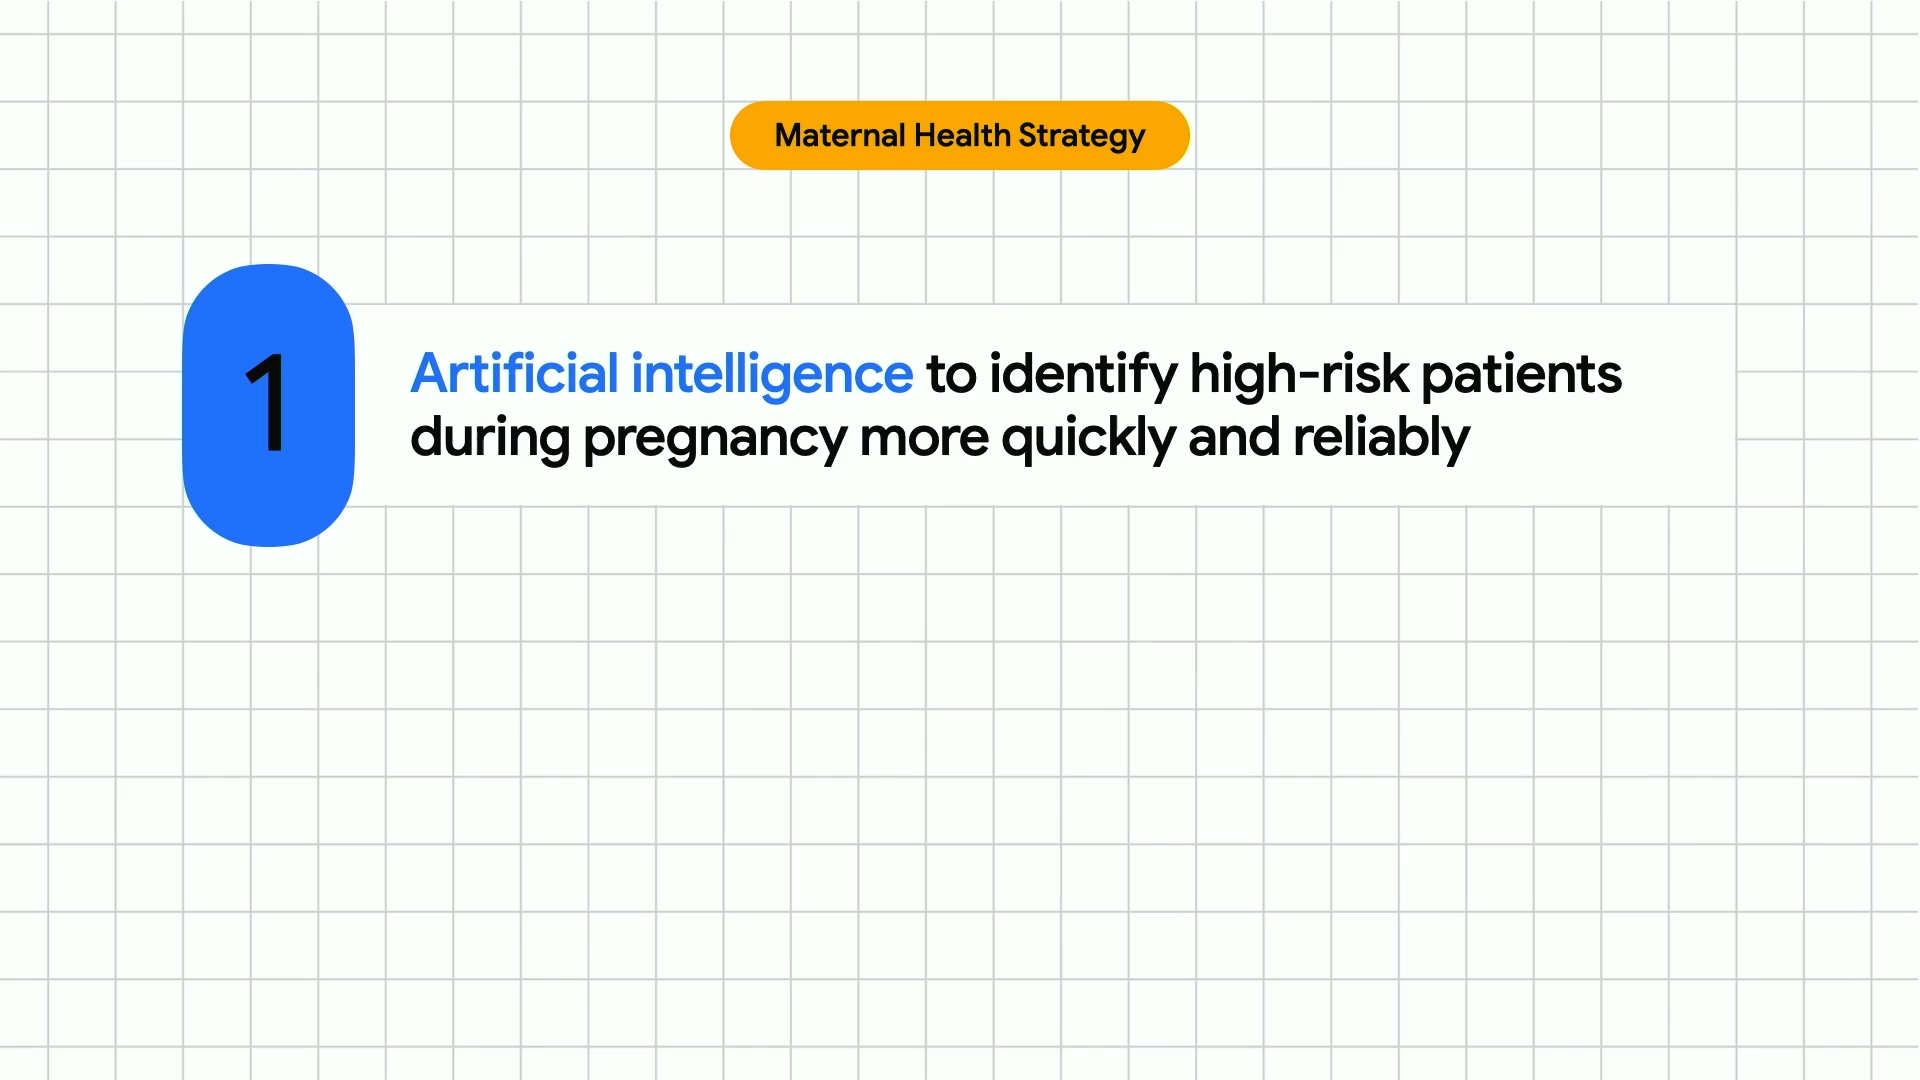 Maternal Health Strategy
1
Artificial intelligence to identify high-risk patients
during pregnancy more quickly and reliably